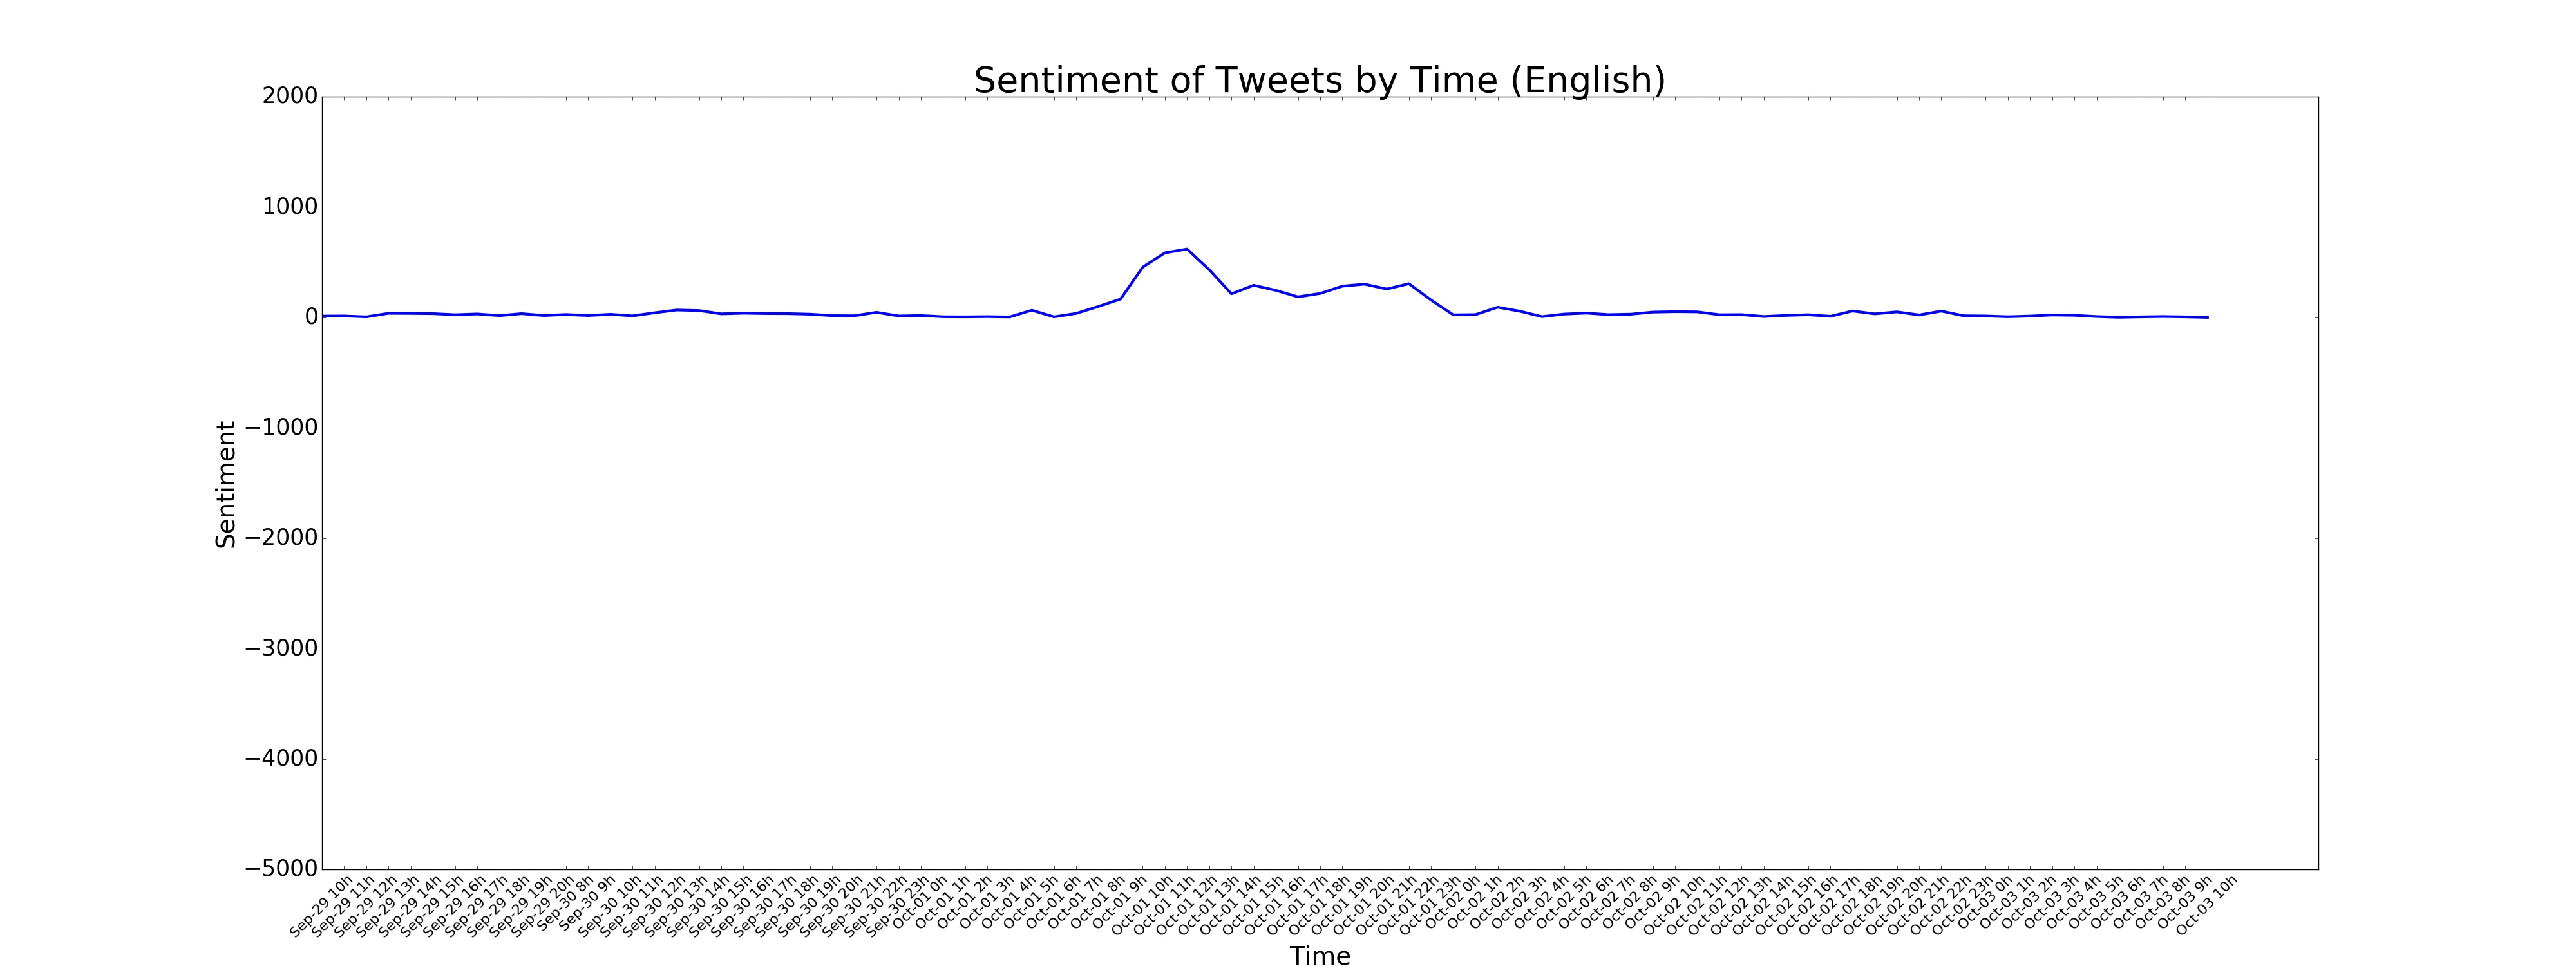 Sentiment of Tweets by Time (English)
2000
1000
0
−1000
−2000
−3000
−4000
−5000
Sentiment
Sep-29 10h
Sep-29 11h
Sep-29 12h
Sep-29 13h
Sep-29 14h
Sep-29 15h
Sep-29 16h
Sep-29 17h
Sep-29 18h
Sep-29 19h
Sep-29 20h
Sep-30 8h
Sep-30 9h
Sep-30 10h
Sep-30 11h
Sep-30 12h
Sep-30 13h
Sep-30 14h
Sep-30 15h
Sep-30 16h
Sep-30 17h
Sep-30 18h
Sep-30 19h
Sep-30 20h
Sep-30 21h
Sep-30 22h
Sep-30 23h
Oct-01 0h
Oct-01 1h
Oct-01 2h
Oct-01 3h
Oct-01 4h
Oct-01 5h
Oct-01 6h
Oct-01 7h
Oct-01 8h
Oct-01 9h
Oct-01 10h
Oct-01 11h
Oct-01 12h
Oct-01 13h
Oct-01 14h
Oct-01 15h
Oct-01 16h
Oct-01 17h
Oct-01 18h
Oct-01 19h
Oct-01 20h
Oct-01 21h
Oct-01 22h
Oct-01 23h
Oct-02 0h
Oct-02 1h
Oct-02 2h
Oct-02 3h
Oct-02 4h
Oct-02 5h
Oct-02 6h
Oct-02 7h
Oct-02 8h
Oct-02 9h
Oct-02 10h
Oct-02 11h
Oct-02 12h
Oct-02 13h
Oct-02 14h
Oct-02 15h
Oct-02 16h
Oct-02 17h
Oct-02 18h
Oct-02 19h
Oct-02 20h
Oct-02 21h
Oct-02 22h
Oct-02 23h
Oct-03 0h
Oct-03 1h
Oct-03 2h
Oct-03 3h
Oct-03 4h
Oct-03 5h
Oct-03 6h
Oct-03 7h
Oct-03 8h
Oct-03 9h
Oct-03 10h
Time